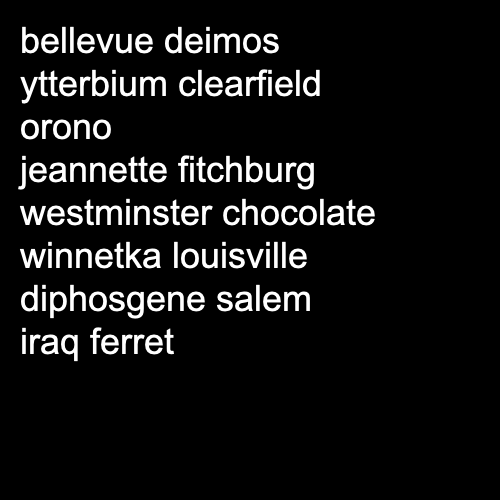 bellevue deimos
ytterbium clearfield
orono
jeannette fitchburg
westminster chocolate
winnetka louisville
diphosgene salem
iraq ferret